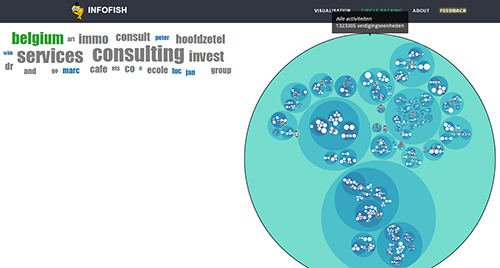 INFOFISH
VISUALISATION CIRCLE PACKING ABOUT FEEDBACK
Alle activiteiten
1323305 vestigingseenheden
belgium art immo consult peter hoofdzetel
wim services consulting invest
dr and go marc cafe ets co a ecole luc jan group